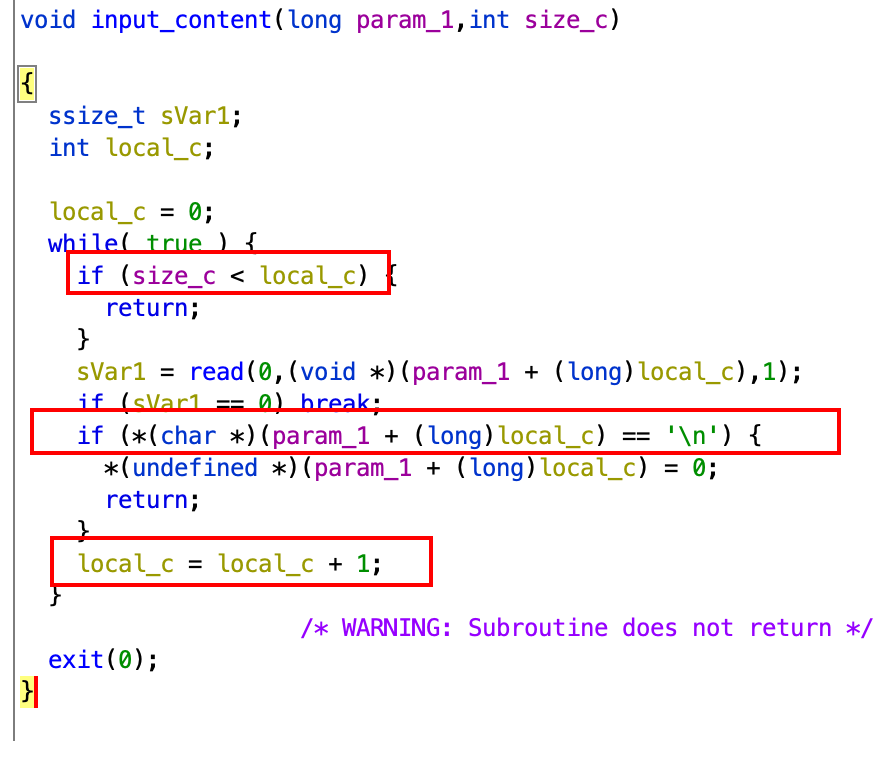 void input_content(long param_1,int size_c)
{
ssize_t sVar1;
int local_c;
local_c = 0;
while( true ) {
if (size_c < local_c) {
return;
}
sVar1 = read(0,(void *)(param_1 + (long)local_c),1);
if (sVar1 == 0) break;
if (*(char *)(param_1 + (long)local_c) == '\n') {
*(undefined *)(param_1 + (long)local_c) = 0;
return;
}
local_c = local_c + 1;
}
/* WARNING: Subroutine does not return */
exit(0);
}